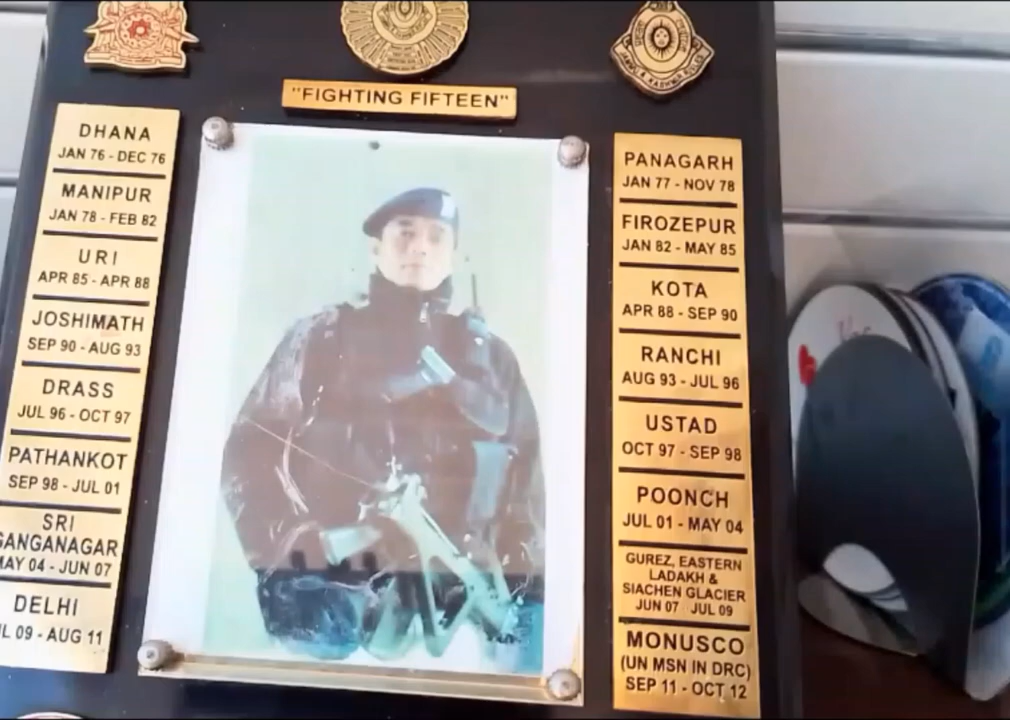 "FIGHTING FIFTEEN"
JAMMU & KASHMIR RIFLES
DHANA
JAN 76 - DEC 76
MANIPUR
JAN 78 - FEB 82
URI
APR 85 - APR 88
JOSHIMATH
SEP 90 - AUG 93
DRASS
JUL 96 - OCT 97
PATHANKOT
SEP 98 - JUL 01
SRI
GANGANAGAR
MAY 04 - JUN 07
DELHI
L 09 - AUG 11
PANAGARH
JAN 77 - NOV 78
FIROZEPUR
JAN 82 - MAY 85
KOTA
APR 88 - SEP 90
RANCHI
AUG 93 - JUL 96
USTAD
OCT 97 - SEP 98
POONCH
JUL 01 - MAY 04
GUREZ, EASTERN
LADAKH &
SIACHEN GLACIER
JUN 07 JUL 09
MONUSCO
(UN MSN IN DRC)
SEP 11 - OCT 12